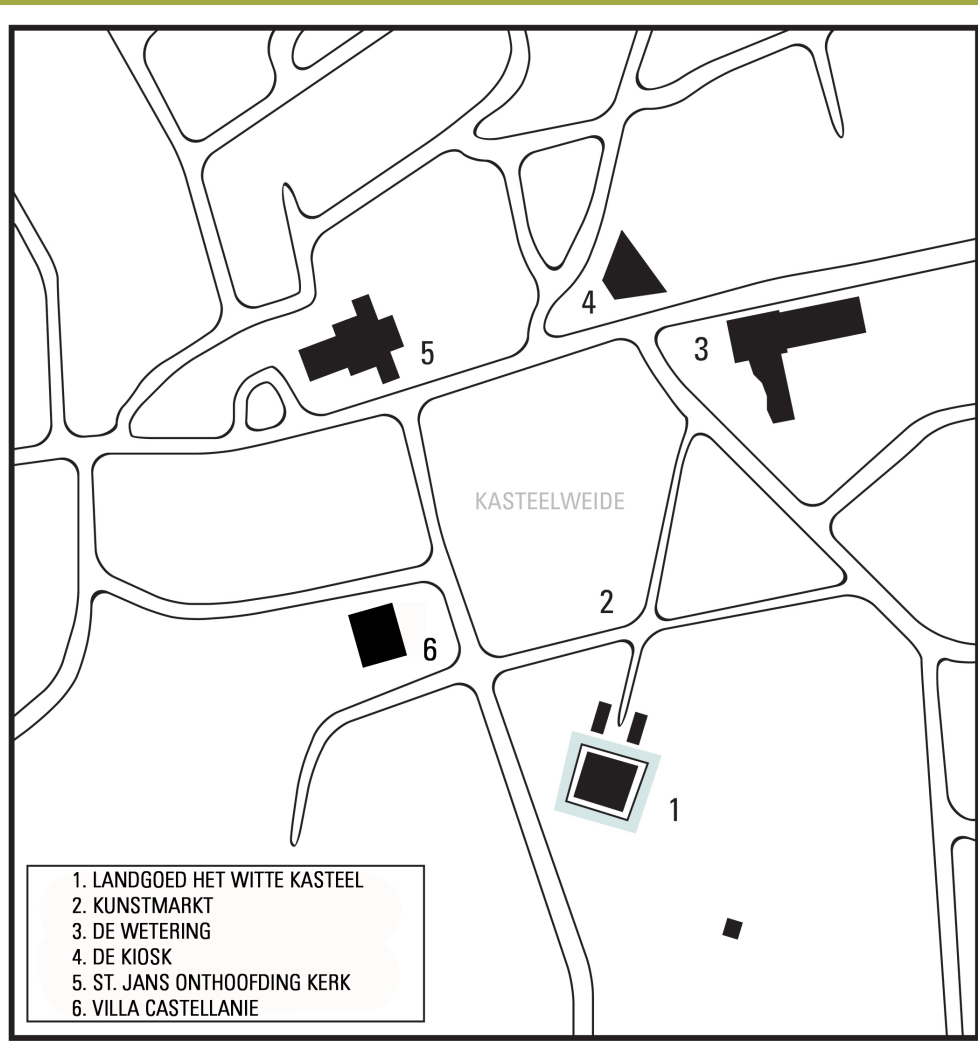 4
3
5
KASTEELWEIDE
2
6
1
1. LANDGOED HET WITTE KASTEEL
2. KUNSTMARKT
3. DE WETERING
4. DE KIOSK
5. ST. JANS ONTHOOFDING KERK
6. VILLA CASTELLANIE